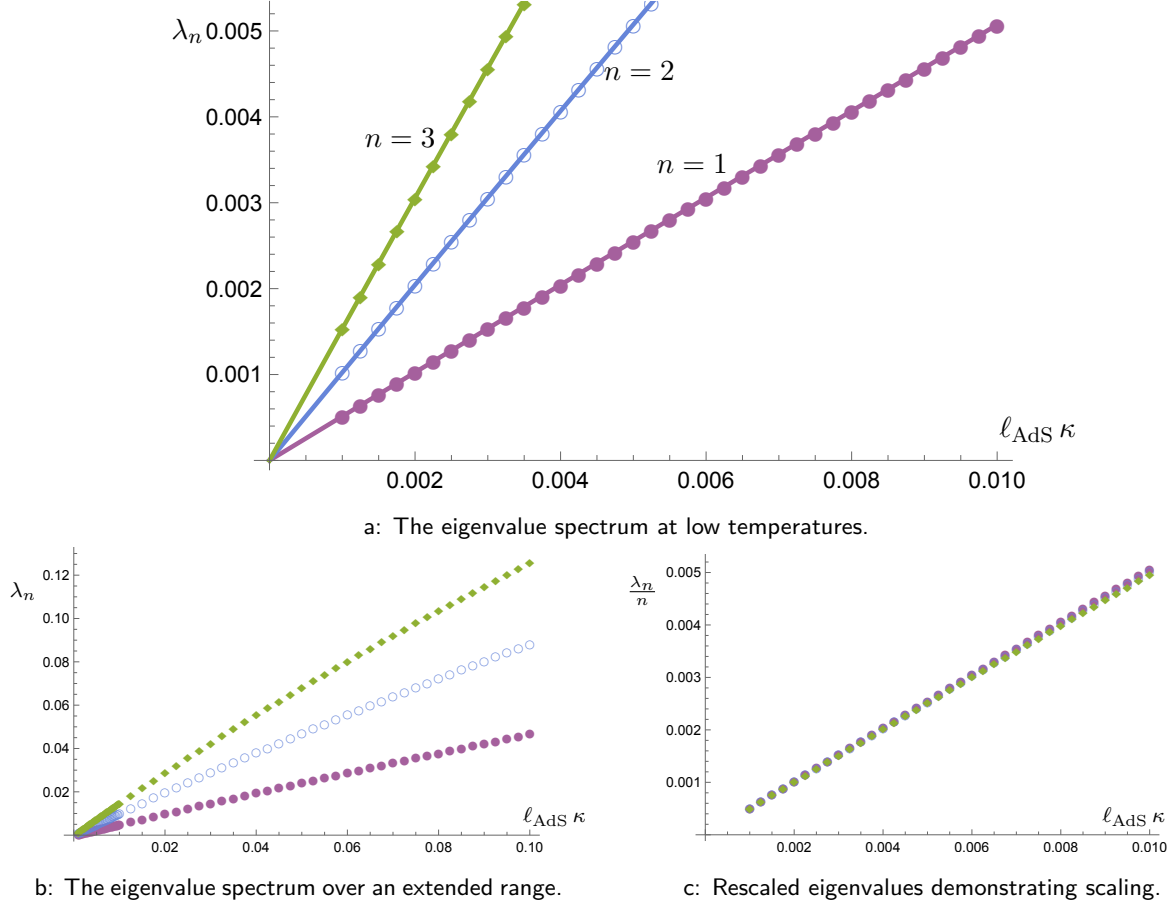 λₙ
0.005
0.004
0.003
0.002
0.001
n = 3
n = 2
n = 1
0.002 0.004 0.006 0.008 0.010
ℓ_AdS κ
a: The eigenvalue spectrum at low temperatures.
λₙ
0.12
0.10
0.08
0.06
0.04
0.02
0.02 0.04 0.06 0.08 0.10
ℓ_AdS κ
b: The eigenvalue spectrum over an extended range.
λₙ/n
0.005
0.004
0.003
0.002
0.001
0.002 0.004 0.006 0.008 0.010
ℓ_AdS κ
c: Rescaled eigenvalues demonstrating scaling.